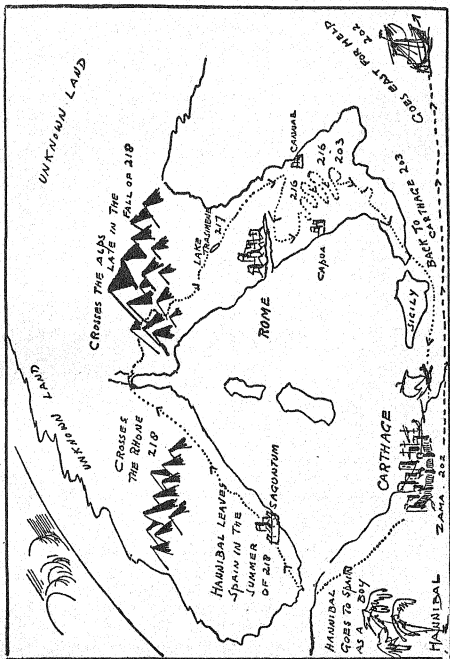 UNKNOWN LAND
GOES EAST FOR HELP
202
CROSSES THE ALPS
LATE IN THE
FALL OF 218
LAKE
TRASIMENE
217
CANNAE
216
216
203
CAPUA
ROME
BACK TO
CARTHAGE 203
SICILY
UNKNOWN LAND
CROSSES
THE RHONE
218
HANNIBAL LEAVES
SPAIN IN THE
SUMMER
OF 218
SAGUNTUM
CARTHAGE
ZAMA. 202
HANNIBAL
GOES TO SPAIN
AS A BOY
HANNIBAL